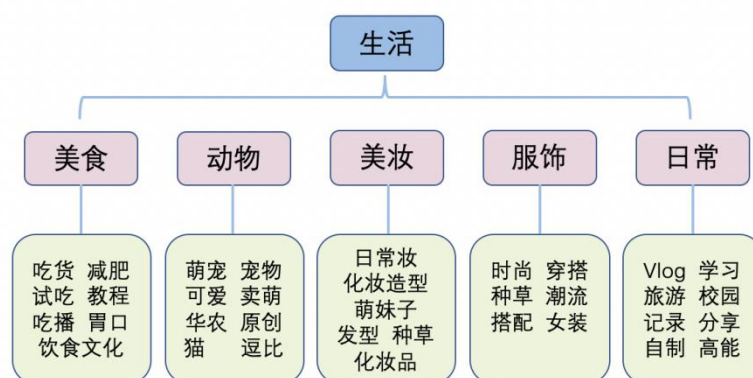 生活
美食 动物 美妆 服饰 日常
吃货 减肥
试吃 教程
吃播 胃口
饮食文化
萌宠 宠物
可爱 卖萌
华农 原创
猫 逗比
日常妆
化妆造型
萌妹子
发型 种草
化妆品
时尚 穿搭
种草 潮流
搭配 女装
Vlog 学习
旅游 校园
记录 分享
自制 高能